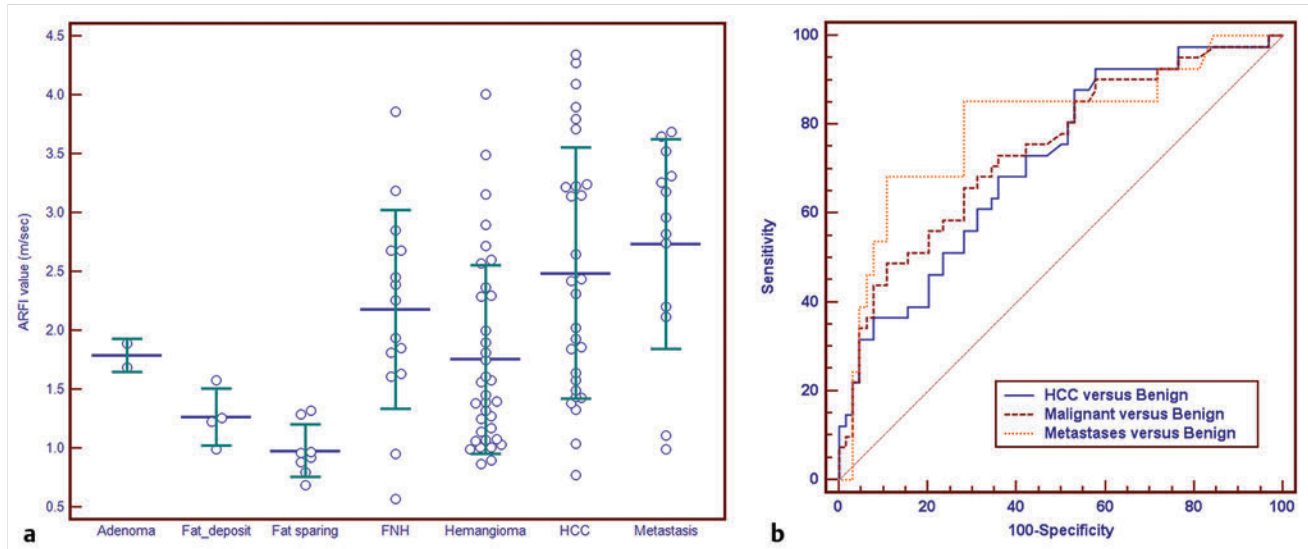 4.5
4.0
3.5
3.0
2.5
2.0
1.5
1.0
0.5
ARFI value (m/sec)
Adenoma Fat_deposit Fat sparing FNH Hemangioma HCC Metastasis
a
100
80
60
40
20
0
Sensitivity
HCC versus Benign
Malignant versus Benign
Metastases versus Benign
0 20 40 60 80 100
100-Specificity
b